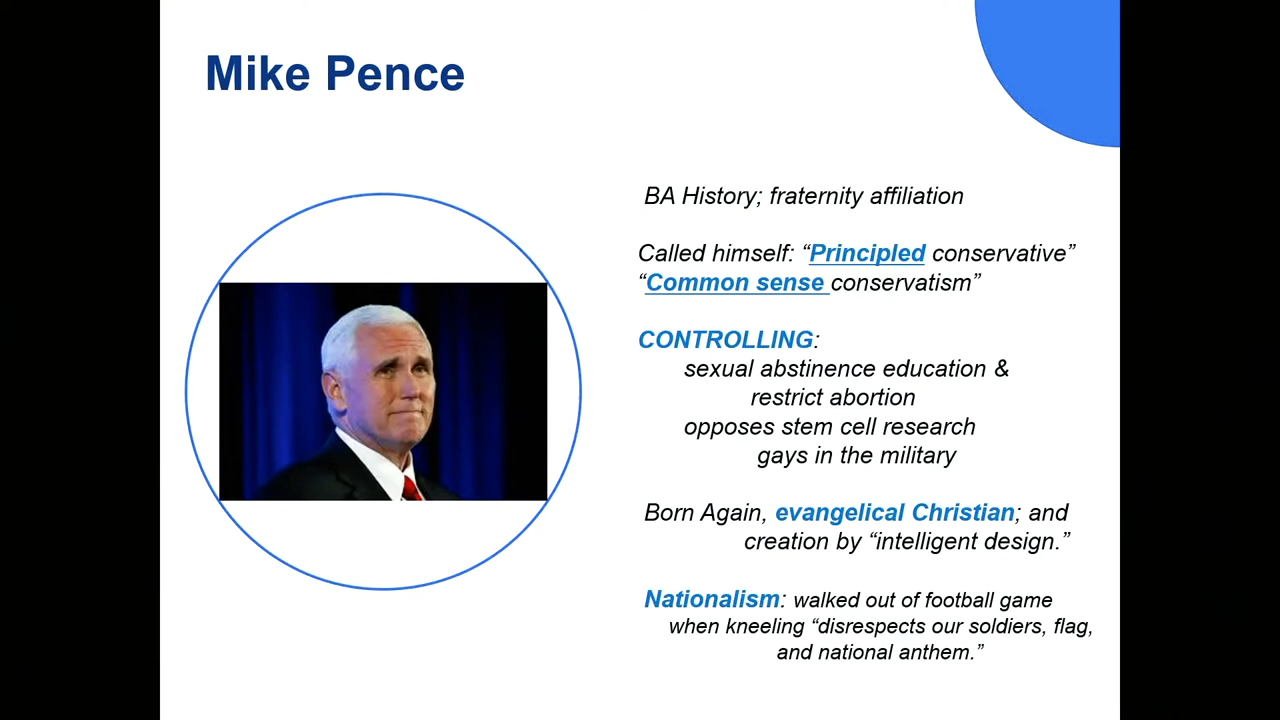 Mike Pence
BA History; fraternity affiliation
Called himself: “Principled conservative”
“Common sense conservatism”
CONTROLLING:
sexual abstinence education &
restrict abortion
opposes stem cell research
gays in the military
Born Again, evangelical Christian; and
creation by “intelligent design.”
Nationalism: walked out of football game
when kneeling “disrespects our soldiers, flag,
and national anthem.”